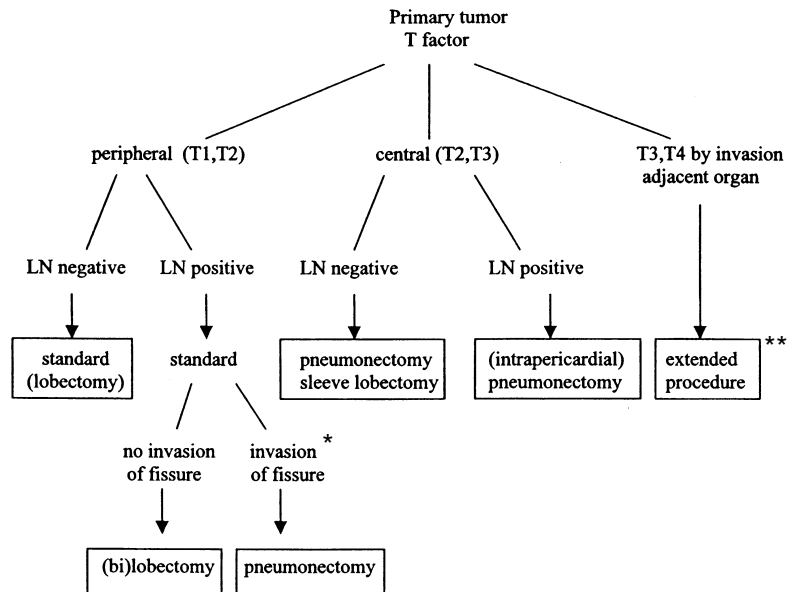 Primary tumor
T factor
peripheral (T1,T2)
central (T2,T3)
T3,T4 by invasion
adjacent organ
LN negative
LN positive
LN negative
LN positive
standard
(lobectomy)
standard
pneumonectomy
sleeve lobectomy
(intrapericardial)
pneumonectomy
extended
procedure
**
no invasion
of fissure
invasion *
of fissure
(bi)lobectomy
pneumonectomy